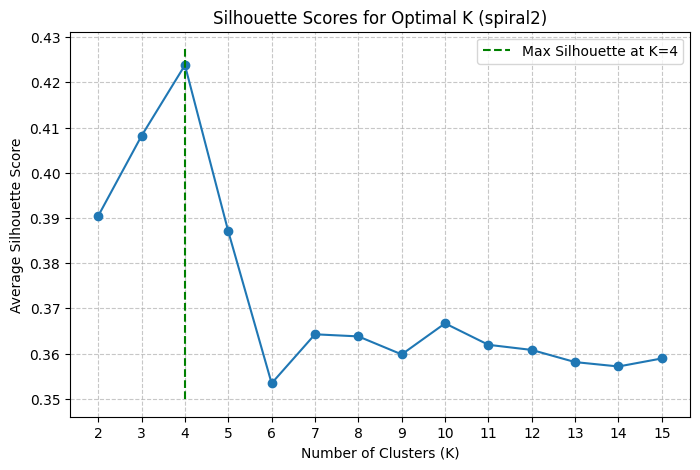 Silhouette Scores for Optimal K (spiral2)
Max Silhouette at K=4
Average Silhouette Score
0.43
0.42
0.41
0.40
0.39
0.38
0.37
0.36
0.35
2 3 4 5 6 7 8 9 10 11 12 13 14 15
Number of Clusters (K)